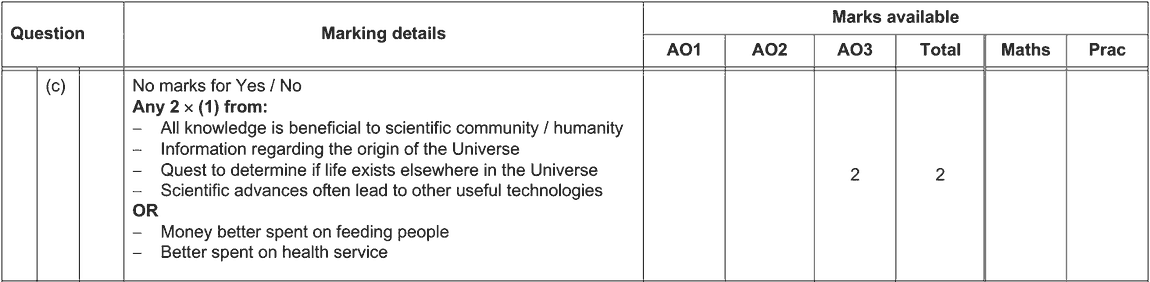 Question Marking details Marks available
AO1 AO2 AO3 Total Maths Prac
(c) No marks for Yes / No
Any 2 × (1) from:
– All knowledge is beneficial to scientific community / humanity
– Information regarding the origin of the Universe
– Quest to determine if life exists elsewhere in the Universe
– Scientific advances often lead to other useful technologies
2 2
OR
– Money better spent on feeding people
– Better spent on health service